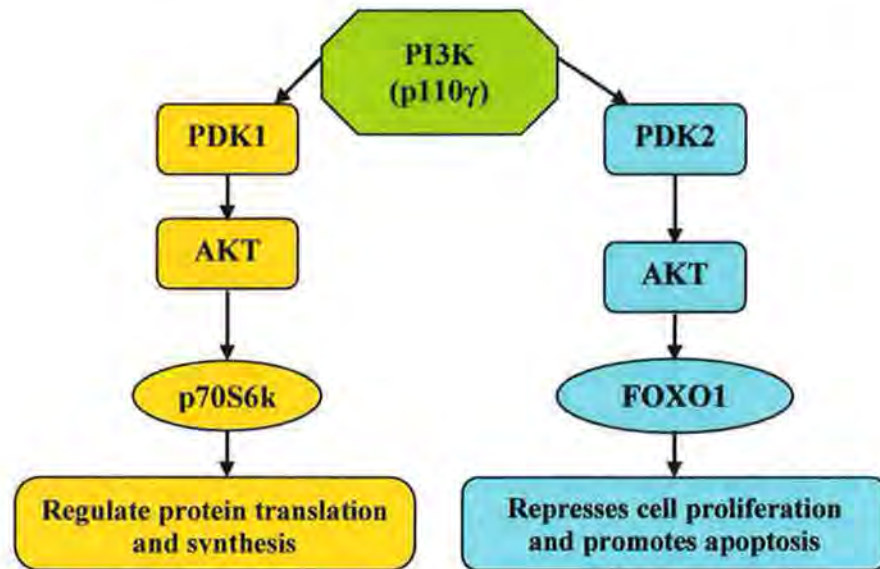 PI3K
(p110γ)
PDK1
PDK2
AKT
AKT
p70S6k
FOXO1
Regulate protein translation
and synthesis
Represses cell proliferation
and promotes apoptosis